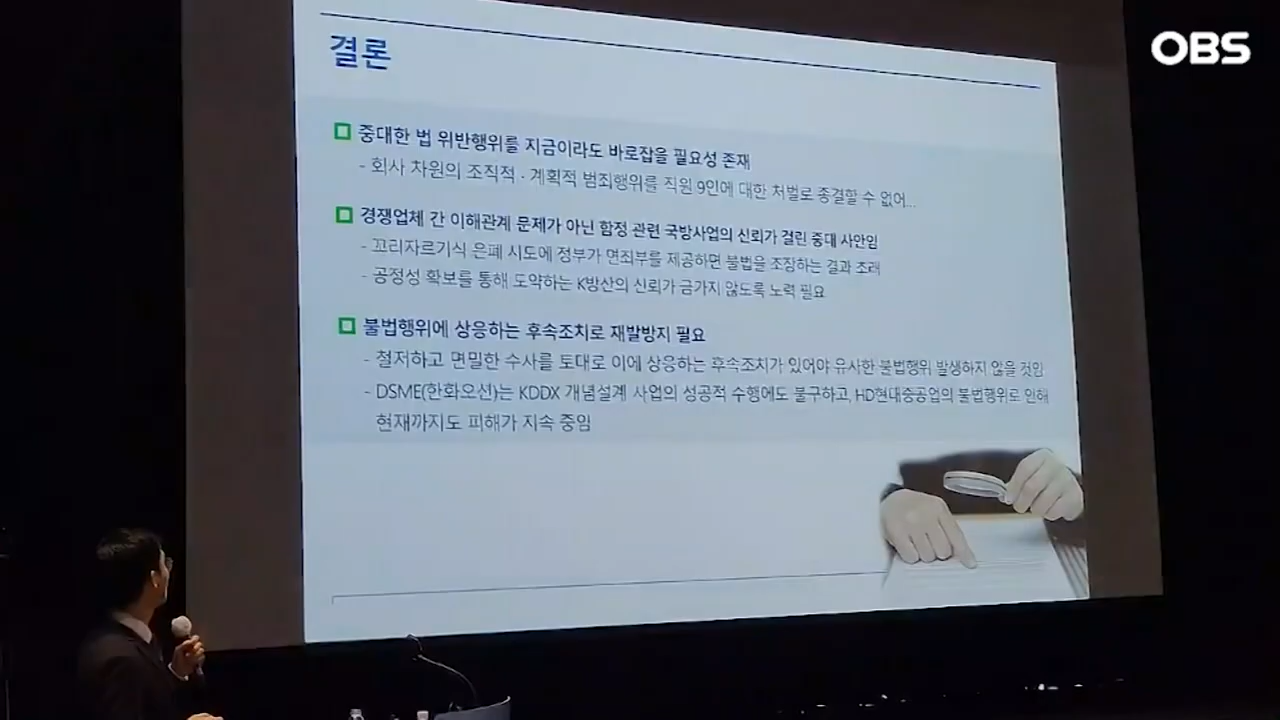 OBS
결론
중대한 법 위반행위를 지금이라도 바로잡을 필요성 존재
- 회사 차원의 조직적 · 계획적 범죄행위를 직원 9인에 대한 처벌로 종결할 수 없어...
경쟁업체 간 이해관계 문제가 아닌 함정 관련 국방사업의 신뢰가 걸린 중대 사안임
- 꼬리자르기식 은폐 시도에 정부가 면죄부를 제공하면 불법을 조장하는 결과 초래
- 공정성 확보를 통해 도약하는 K방산의 신뢰가 금가지 않도록 노력 필요
불법행위에 상응하는 후속조치로 재발방지 필요
- 철저하고 면밀한 수사를 토대로 이에 상응하는 후속조치가 있어야 유사한 불법행위 발생하지 않을 것임
- DSME(한화오션)는 KDDX 개념설계 사업의 성공적 수행에도 불구하고, HD현대중공업의 불법행위로 인해
현재까지도 피해가 지속 중임